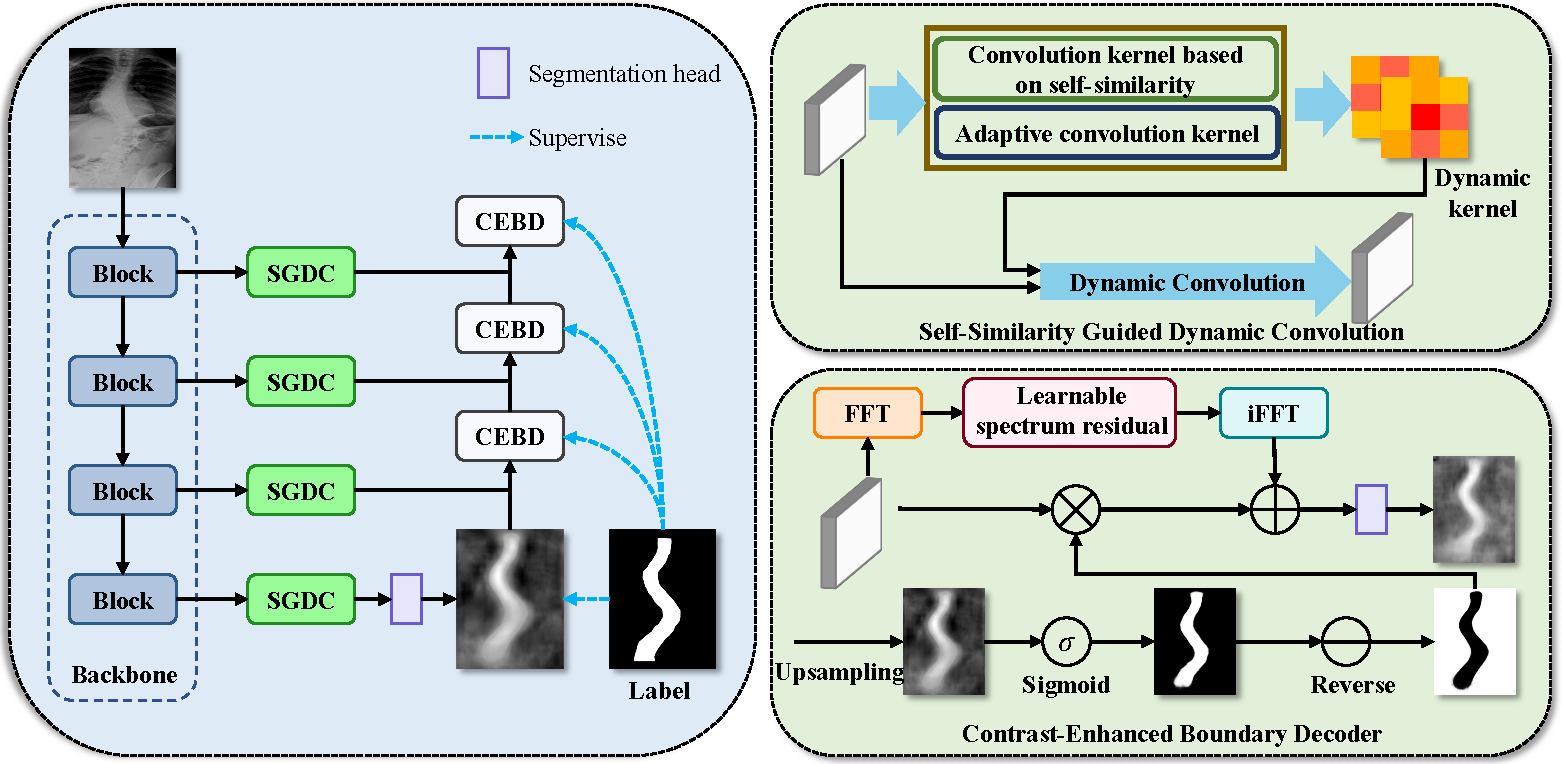 Segmentation head
Supervise
CEBD
Block
SGDC
CEBD
Block
SGDC
CEBD
Block
SGDC
Block
SGDC
Backbone
Label
Convolution kernel based
on self-similarity
Adaptive convolution kernel
Dynamic
kernel
Dynamic Convolution
Self-Similarity Guided Dynamic Convolution
FFT
Learnable
spectrum residual
iFFT
Upsampling
σ
Sigmoid
Reverse
Contrast-Enhanced Boundary Decoder